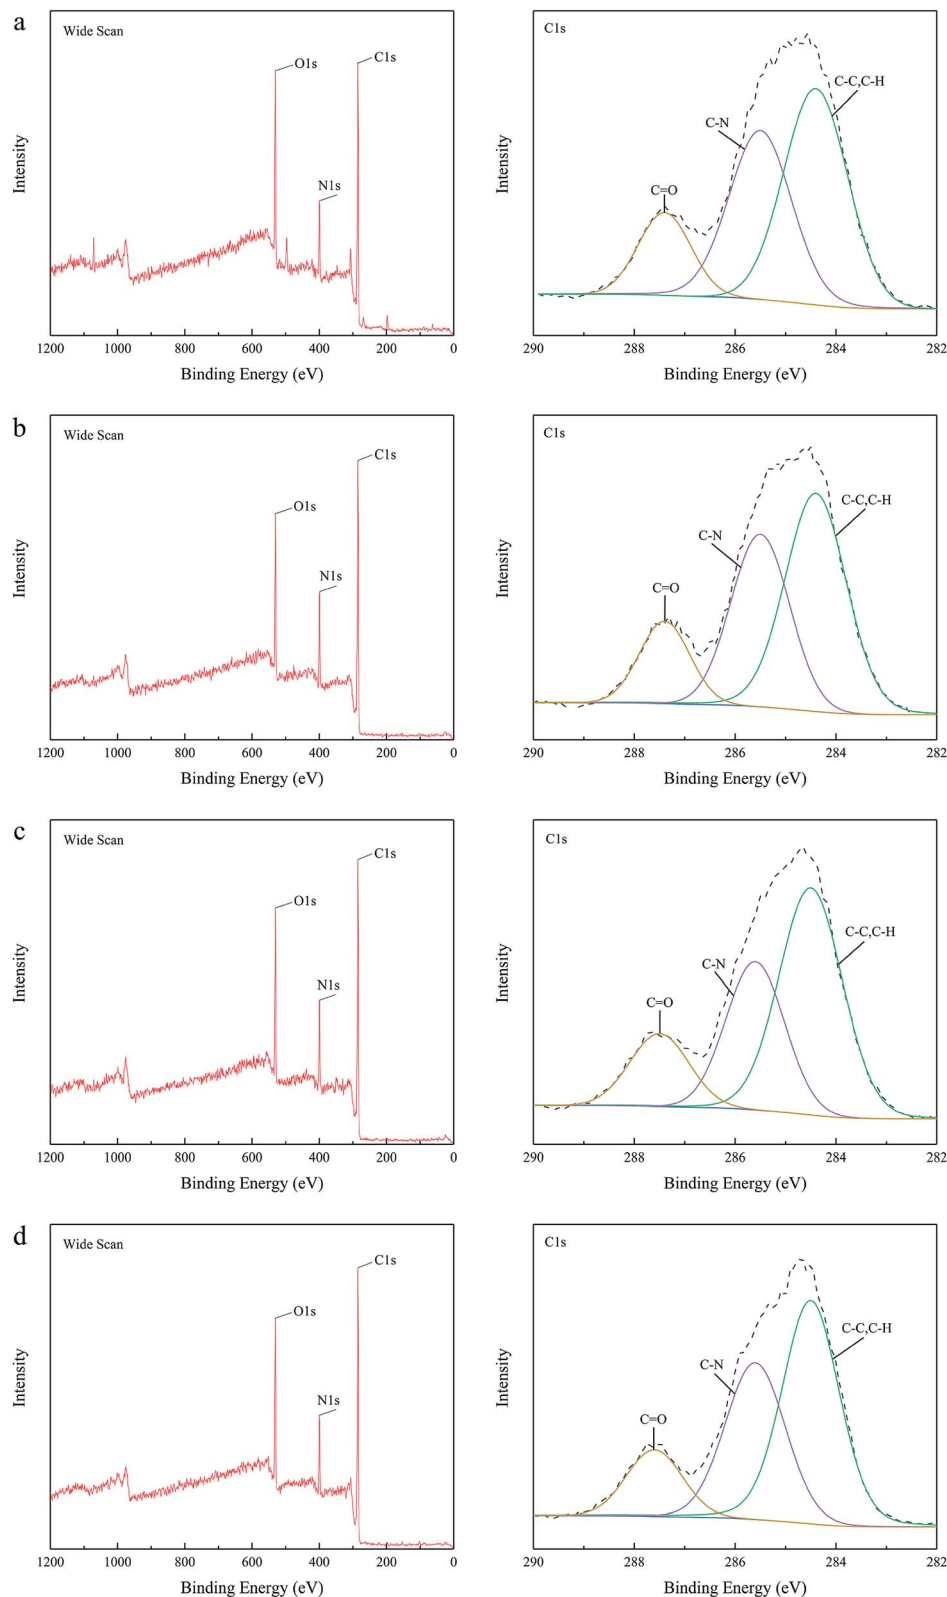 a
Wide Scan
O1s
C1s
N1s
Intensity
1200 1000 800 600 400 200 0
Binding Energy (eV)
C1s
C-C,C-H
C-N
C=O
Intensity
290 288 286 284 282
Binding Energy (eV)
b
Wide Scan
C1s
O1s
N1s
Intensity
1200 1000 800 600 400 200 0
Binding Energy (eV)
C1s
C-C,C-H
C-N
C=O
Intensity
290 288 286 284 282
Binding Energy (eV)
c
Wide Scan
C1s
O1s
N1s
Intensity
1200 1000 800 600 400 200 0
Binding Energy (eV)
C1s
C-C,C-H
C-N
C=O
Intensity
290 288 286 284 282
Binding Energy (eV)
d
Wide Scan
C1s
O1s
N1s
Intensity
1200 1000 800 600 400 200 0
Binding Energy (eV)
C1s
C-C,C-H
C-N
C=O
Intensity
290 288 286 284 282
Binding Energy (eV)